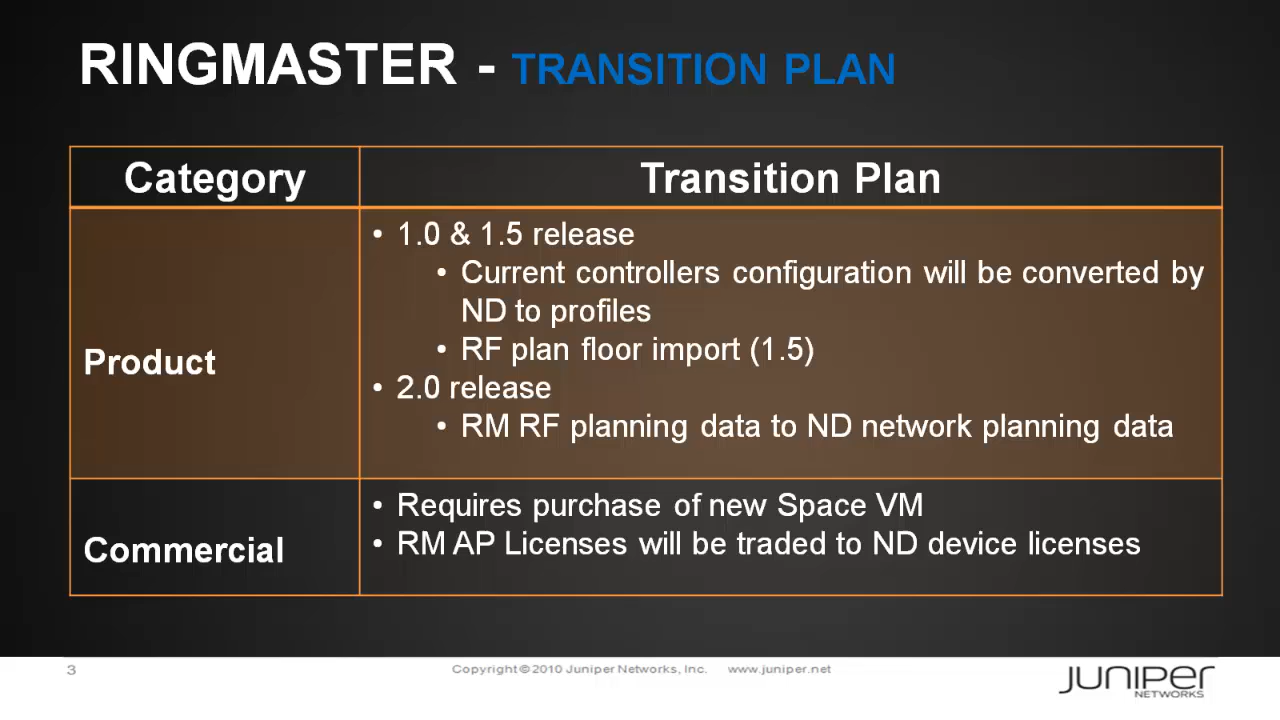 RINGMASTER - TRANSITION PLAN
Category
Transition Plan
Product
• 1.0 & 1.5 release
• Current controllers configuration will be converted by
ND to profiles
• RF plan floor import (1.5)
• 2.0 release
• RM RF planning data to ND network planning data
Commercial
• Requires purchase of new Space VM
• RM AP Licenses will be traded to ND device licenses
3
Copyright © 2010 Juniper Networks, Inc. www.juniper.net
JUNIPER
NETWORKS